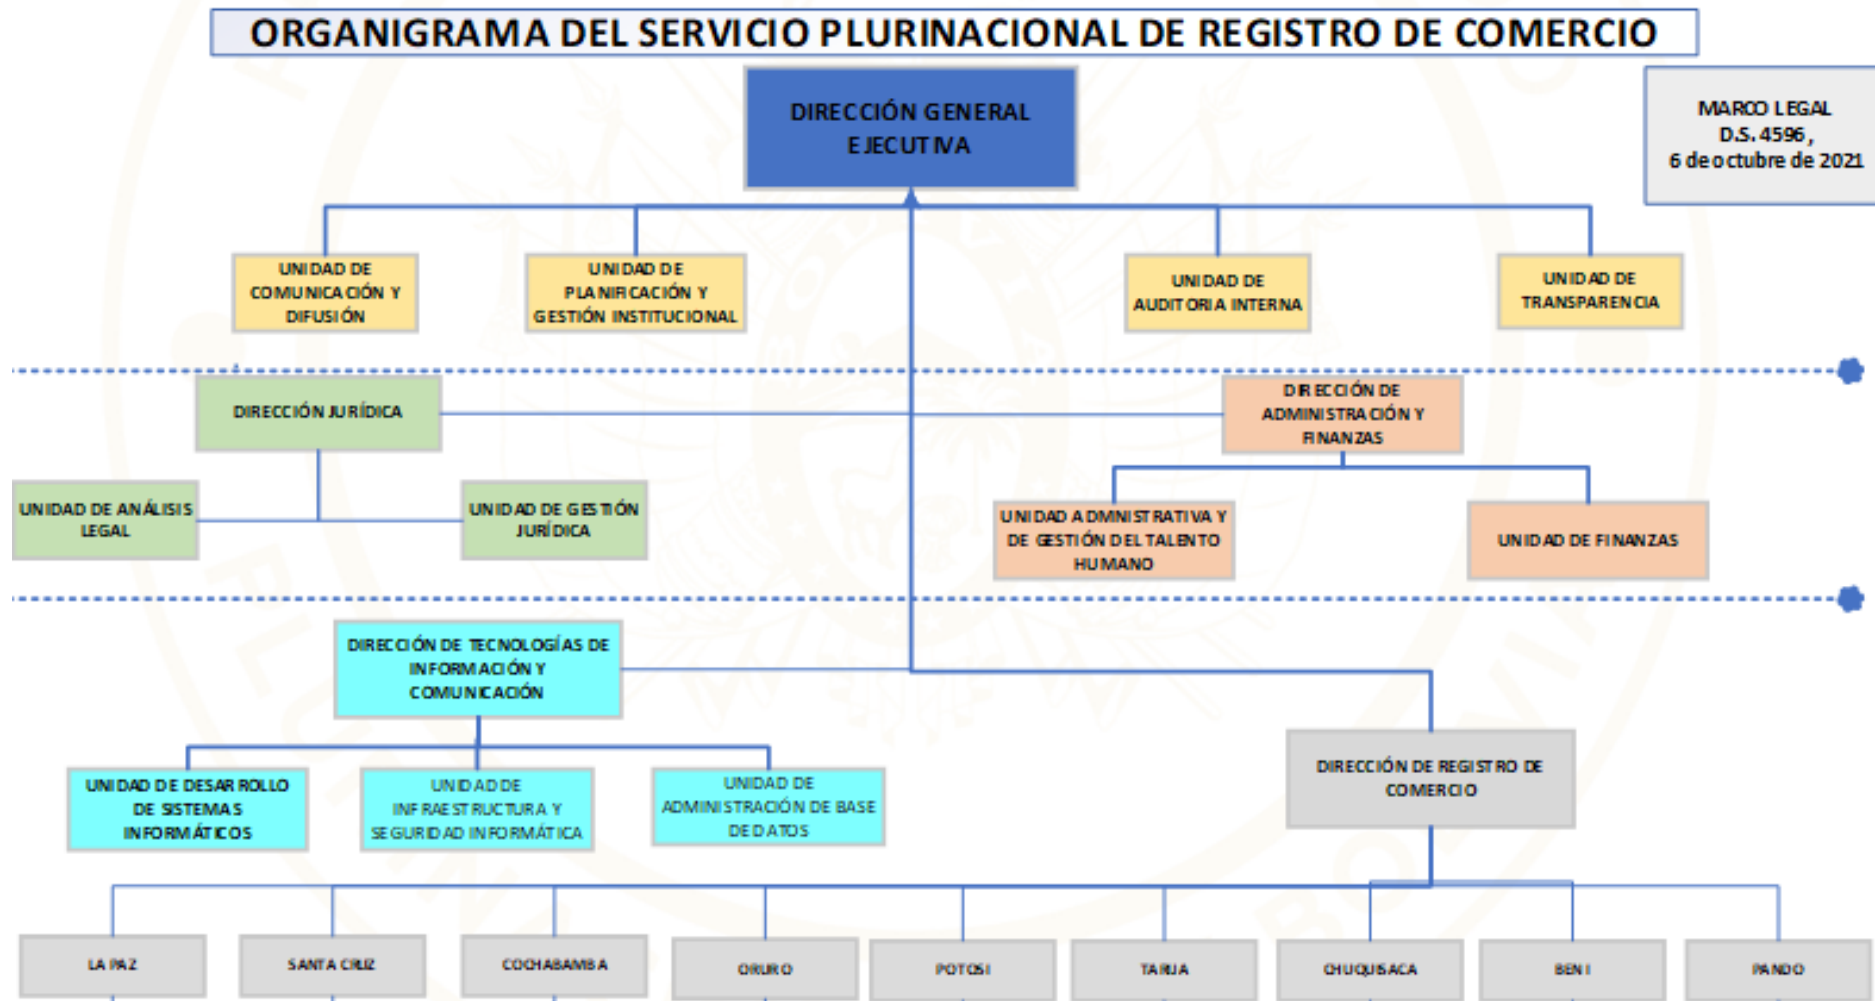 ORGANIGRAMA DEL SERVICIO PLURINACIONAL DE REGISTRO DE COMERCIO
DIRECCIÓN GENERAL
EJECUTIVA
MARCO LEGAL
D.S. 4596,
6 de octubre de 2021
UNIDAD DE
COMUNICACIÓN Y
DIFUSIÓN
UNIDAD DE
PLANIFICACIÓN Y
GESTIÓN INSTITUCIONAL
UNIDAD DE
AUDITORIA INTERNA
UNIDAD DE
TRANSPARENCIA
DIRECCIÓN JURÍDICA
DIRECCIÓN DE
ADMINISTRACIÓN Y
FINANZAS
UNIDAD DE ANÁLISIS
LEGAL
UNIDAD DE GESTIÓN
JURÍDICA
UNIDAD ADMNISTRATIVA Y
DE GESTIÓN DEL TALENTO
HUMANO
UNIDAD DE FINANZAS
DIRECCIÓN DE TECNOLOGÍAS DE
INFORMACIÓN Y
COMUNICACIÓN
DIRECCIÓN DE REGISTRO DE
COMERCIO
UNIDAD DE DESARROLLO
DE SISTEMAS
INFORMÁTICOS
UNIDAD DE
INFRAESTRUCTURA Y
SEGURIDAD INFORMÁTICA
UNIDAD DE
ADMINISTRACIÓN DE BASE
DE DATOS
LA PAZ
SANTA CRUZ
COCHABAMBA
ORURO
POTOSI
TARIJA
CHUQUISACA
BENI
PANDO